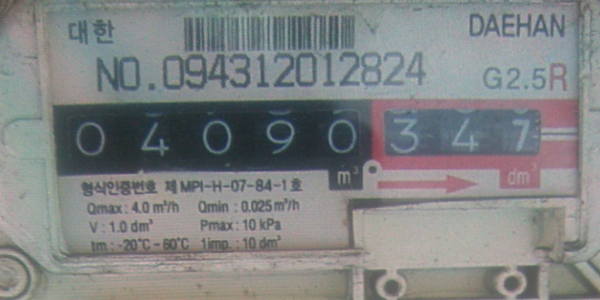 대한 DAEHAN
NO.094312012824 G2.5R
04090 347
m³ dm³
형식인증번호 제 MPI-H-07-84-1호
Qmax : 4.0 m³/h Qmin : 0.025 m³/h
V : 1.0 dm³ Pmax : 10 kPa
tm : -20°C ~ 60°C 1imp. : 10 dm³